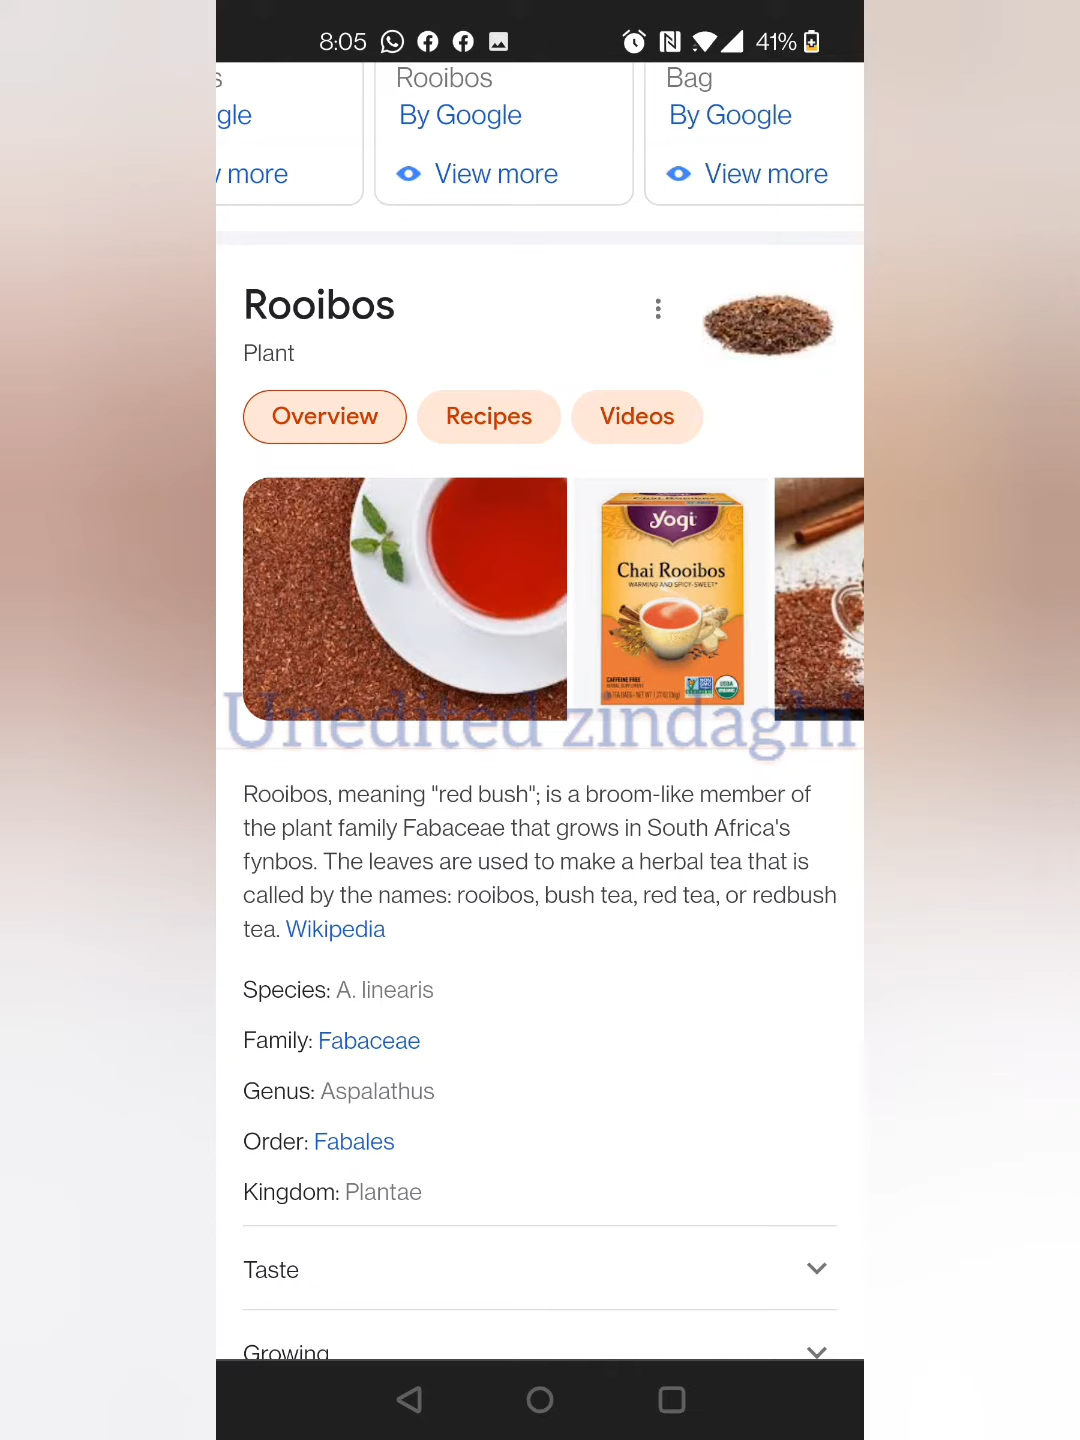 8:05
41%
s
Rooibos
Bag
gle
By Google
By Google
more
View more
View more
Rooibos
Plant
Overview
Recipes
Videos
yogi
Chai Rooibos
WARMING AND SPICY-SWEET
CAFFEINE FREE
USDA
Unedited zindaghi
Rooibos, meaning "red bush"; is a broom-like member of
the plant family Fabaceae that grows in South Africa's
fynbos. The leaves are used to make a herbal tea that is
called by the names: rooibos, bush tea, red tea, or redbush
tea. Wikipedia
Species: A. linearis
Family: Fabaceae
Genus: Aspalathus
Order: Fabales
Kingdom: Plantae
Taste
Growing